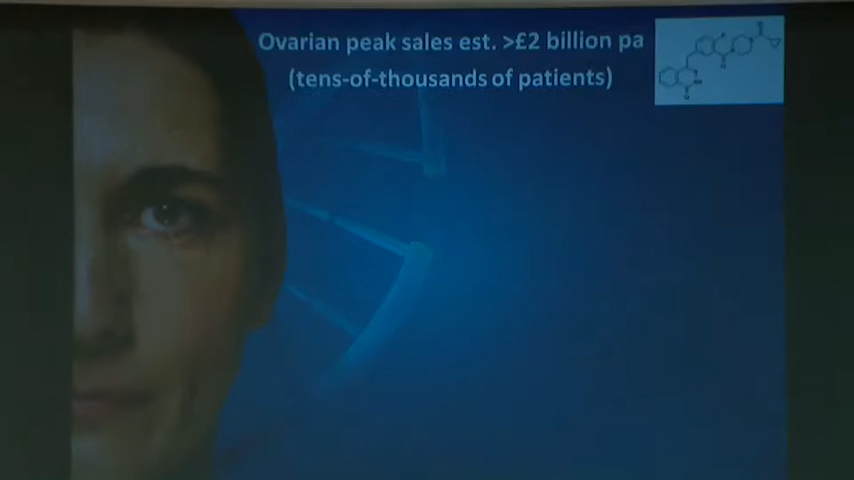 Ovarian peak sales est. >£2 billion pa
(tens-of-thousands of patients)